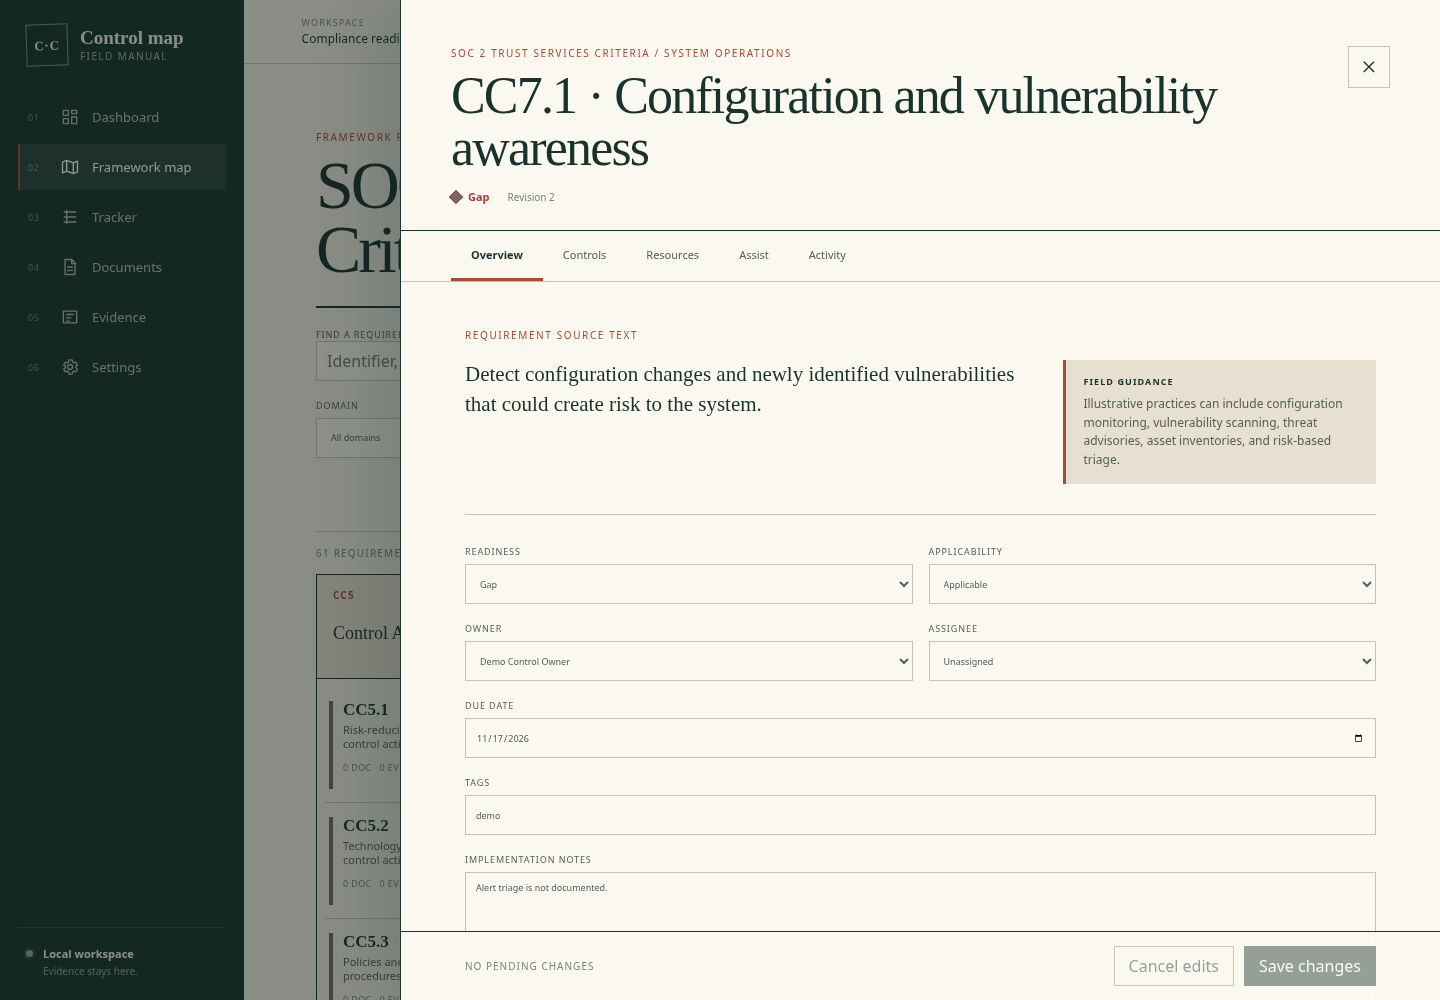 C·C
Control map
FIELD MANUAL
01 Dashboard
02 Framework map
03 Tracker
04 Documents
05 Evidence
06 Settings
Local workspace
Evidence stays here.
WORKSPACE
Compliance readi
FRAMEWORK
SOC
Crit
FIND A REQUIREM
Identifier,
DOMAIN
All domains
61 REQUIREME
CC5
Control A
CC5.1
Risk-reduci
control acti
0 DOC 0 EV
CC5.2
Technology
control acti
0 DOC 0 EV
CC5.3
Policies and
procedures
0 DOC 0 EV
SOC 2 TRUST SERVICES CRITERIA / SYSTEM OPERATIONS
CC7.1 · Configuration and vulnerability
awareness
Gap Revision 2
Overview Controls Resources Assist Activity
REQUIREMENT SOURCE TEXT
Detect configuration changes and newly identified vulnerabilities
that could create risk to the system.
FIELD GUIDANCE
Illustrative practices can include configuration
monitoring, vulnerability scanning, threat
advisories, asset inventories, and risk-based
triage.
READINESS
Gap
APPLICABILITY
Applicable
OWNER
Demo Control Owner
ASSIGNEE
Unassigned
DUE DATE
11/17/2026
TAGS
demo
IMPLEMENTATION NOTES
Alert triage is not documented.
NO PENDING CHANGES
Cancel edits
Save changes